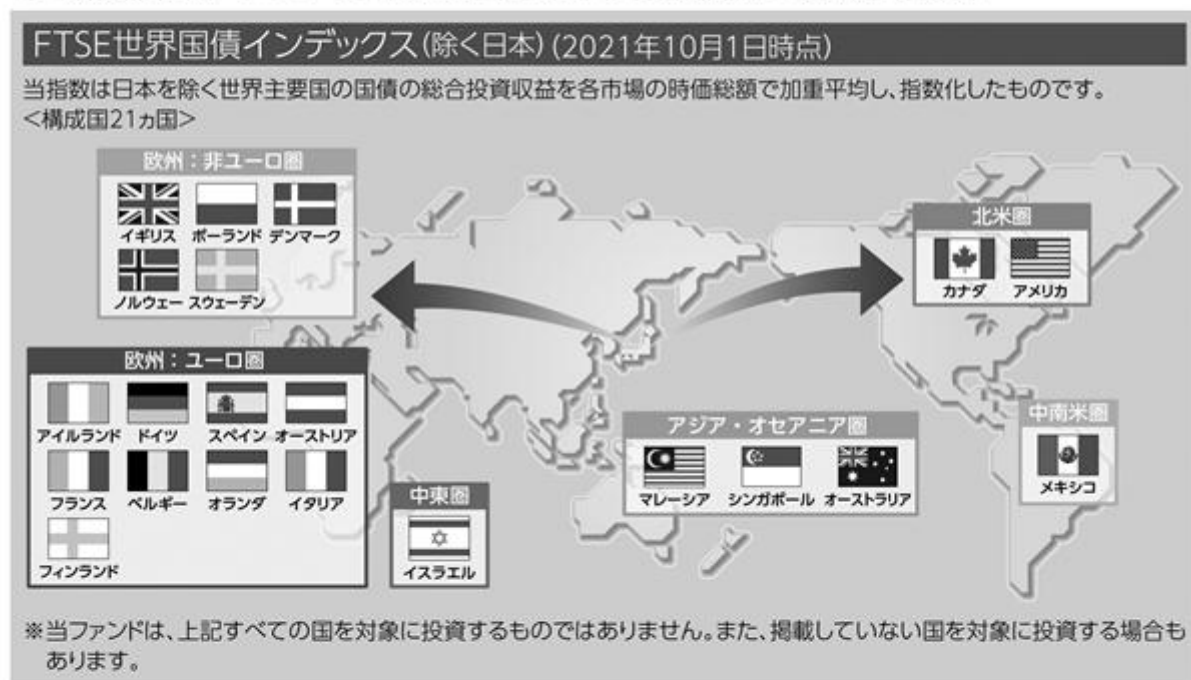 FTSE世界国債インデックス(除く日本)(2021年10月1日時点)
当指数は日本を除く世界主要国の国債の総合投資収益を各市場の時価総額で加重平均し、指数化したものです。
<構成国21ヵ国>
欧州:非ユーロ圏
イギリス ポーランド デンマーク
ノルウェー スウェーデン
北米圏
カナダ アメリカ
欧州:ユーロ圏
アイルランド ドイツ スペイン オーストリア
フランス ベルギー オランダ イタリア
フィンランド
中東圏
イスラエル
アジア・オセアニア圏
マレーシア シンガポール オーストラリア
中南米圏
メキシコ
※当ファンドは、上記すべての国を対象に投資するものではありません。また、掲載していない国を対象に投資する場合も
あります。